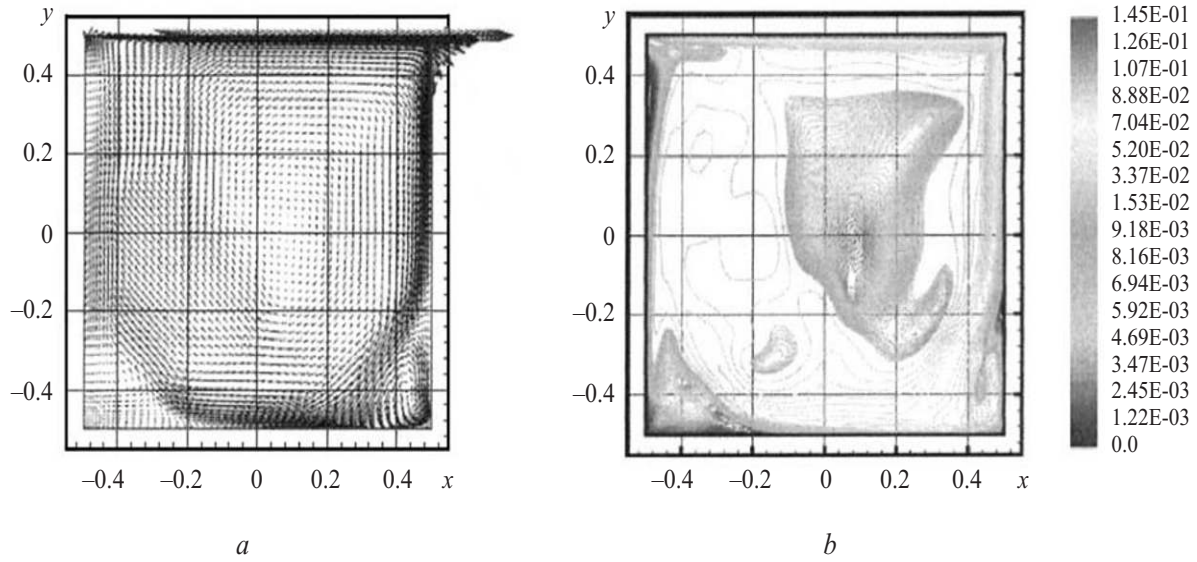 y
0.4
0.2
0
–0.2
–0.4
–0.4 –0.2 0 0.2 0.4 x
a
y
0.4
0.2
0
–0.2
–0.4
–0.4 –0.2 0 0.2 0.4 x
b
1.45E-01
1.26E-01
1.07E-01
8.88E-02
7.04E-02
5.20E-02
3.37E-02
1.53E-02
9.18E-03
8.16E-03
6.94E-03
5.92E-03
4.69E-03
3.47E-03
2.45E-03
1.22E-03
0.0